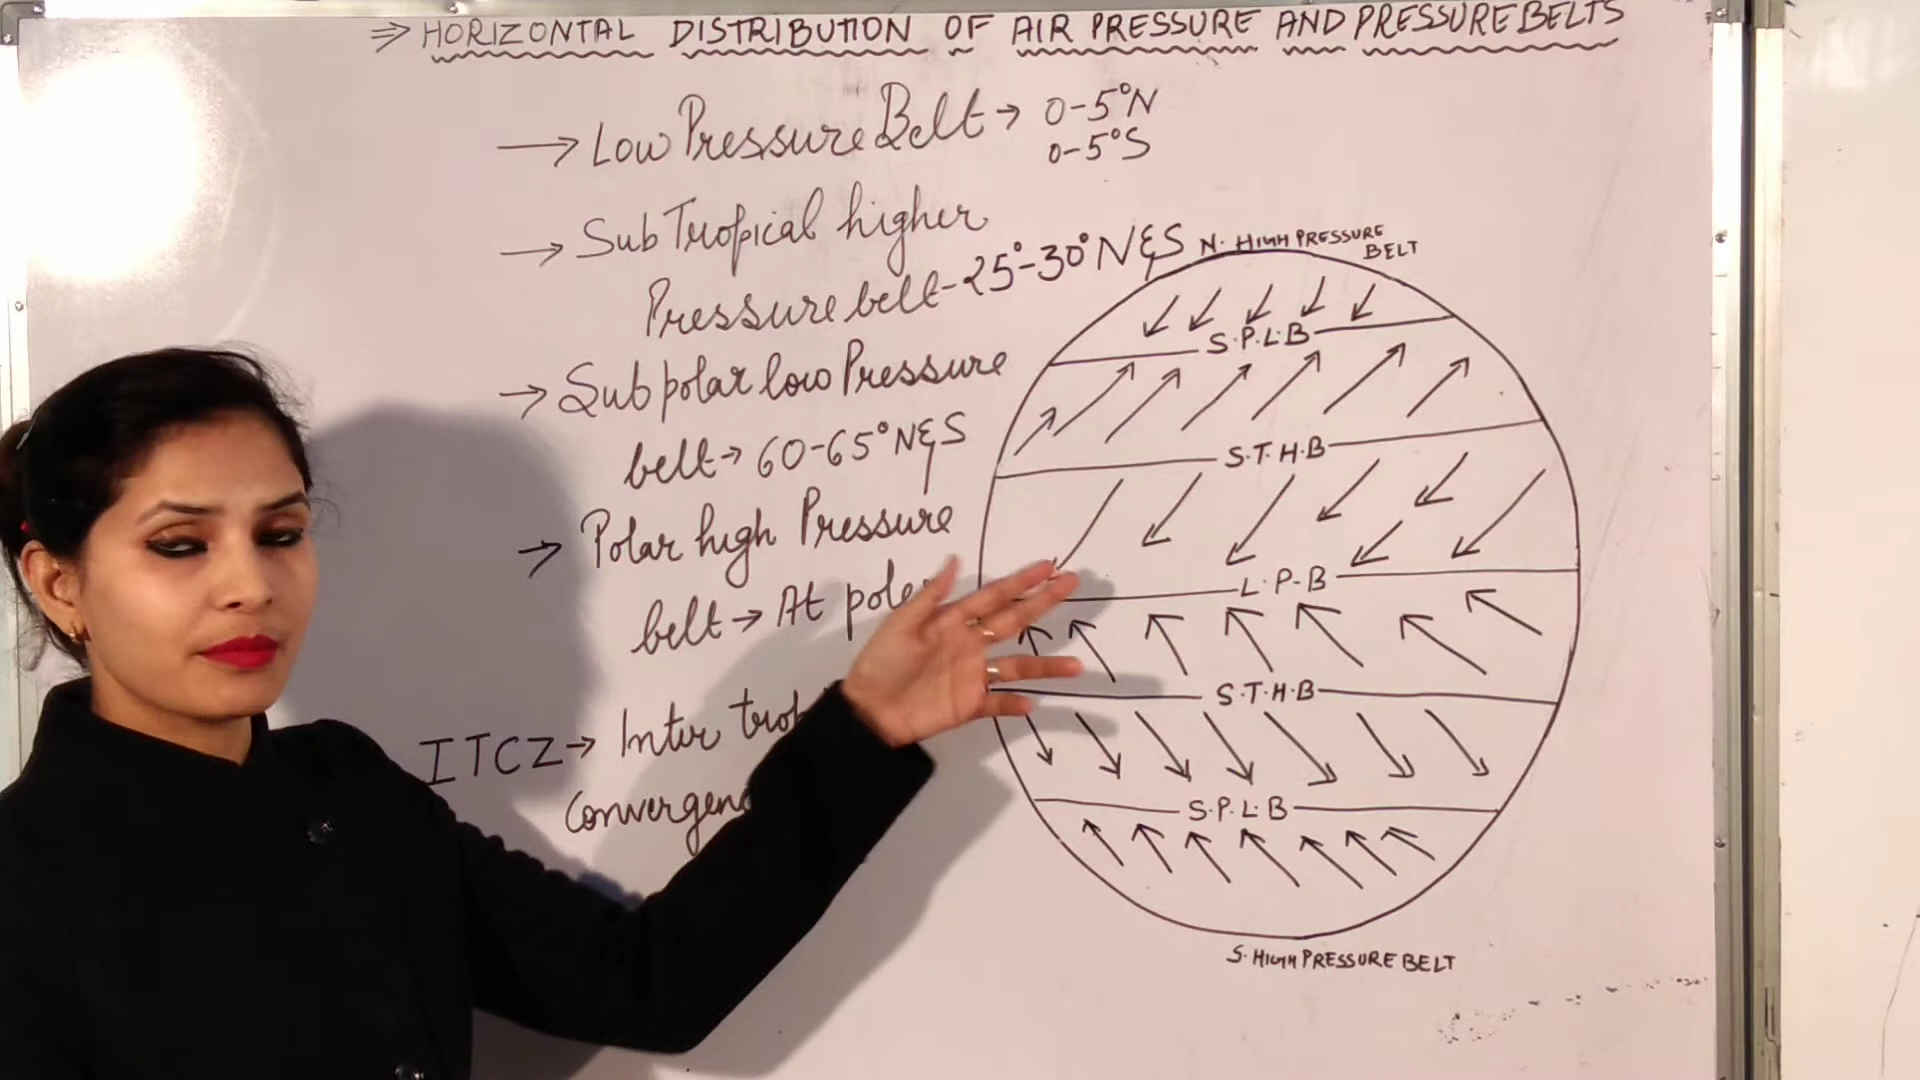 ⇒ HORIZONTAL DISTRIBUTION OF AIR PRESSURE AND PRESSURE BELTS
→ Low Pressure Belt → 0-5°N
0-5°S
→ Sub Tropical higher
Pressure belt - 25°-30° N & S
→ Sub polar low Pressure
belt → 60-65° N & S
→ Polar high Pressure
belt → At pole
ITCZ → Inter
N. HIGH PRESSURE
BELT
S.P.L.B
S.T.H.B
L.P.B
S.T.H.B
S.P.L.B
S. HIGH PRESSURE BELT